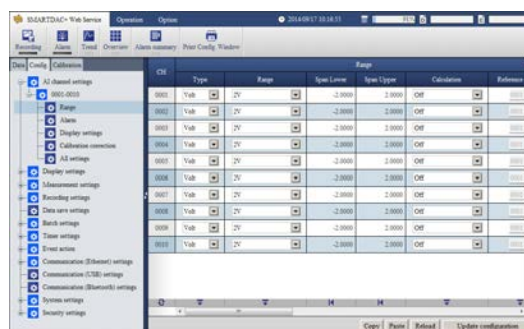 SMARTDAC+ Web Service Operation Option 2014/09/17 10:16:53
Recording Alarm Trend Overview Alarm summary Print Config. Window
Data Config Calibration
AI channel settings
0001-0010
Range
Alarm
Display settings
Calibration correction
All settings
Display settings
Measurement settings
Recording settings
Data save settings
Batch settings
Timer settings
Event action
Communication (Ethernet) settings
Communication (USB) settings
Communication (Bluetooth) settings
System settings
Security settings
Range
CH Type Range Span Lower Span Upper Calculation Reference
0001 Volt 2V -2.0000 2.0000 Off
0002 Volt 2V -2.0000 2.0000 Off
0003 Volt 2V -2.0000 2.0000 Off
0004 Volt 2V -2.0000 2.0000 Off
0005 Volt 2V -2.0000 2.0000 Off
0006 Volt 2V -2.0000 2.0000 Off
0007 Volt 2V -2.0000 2.0000 Off
0008 Volt 2V -2.0000 2.0000 Off
0009 Volt 2V -2.0000 2.0000 Off
0010 Volt 2V -2.0000 2.0000 Off
Copy Paste Reload Update configuration